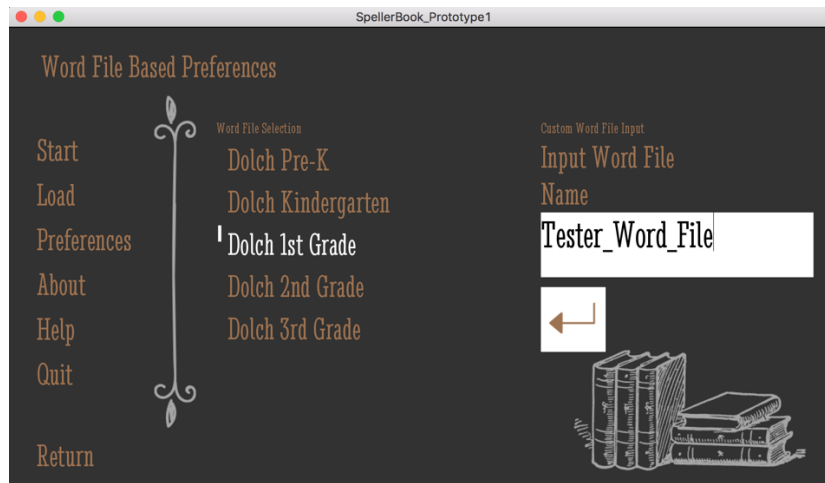 SpellerBook_Prototype1
Word File Based Preferences
Start
Load
Preferences
About
Help
Quit
Return
Word File Selection
Dolch Pre-K
Dolch Kindergarten
Dolch 1st Grade
Dolch 2nd Grade
Dolch 3rd Grade
Custom Word File Input
Input Word File
Name
Tester_Word_File